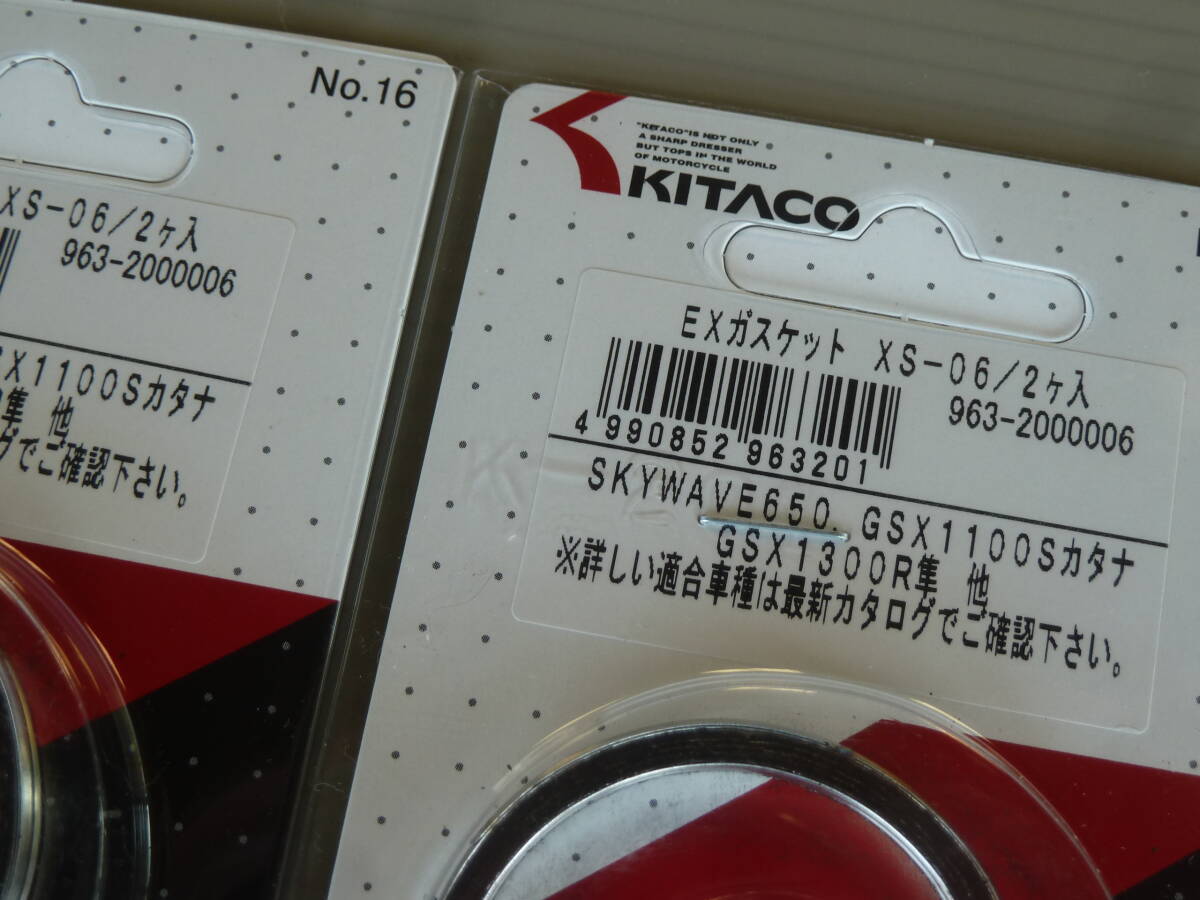 No.16
XS-06/2ヶ入
963-2000006
X1100Sカタナ
隼 他
グでご確認下さい。
"KITACO"IS NOT ONLY
A SHARP DRESSER
BUT TOPS IN THE WORLD
OF MOTORCYCLE
KITACO
EXガスケット XS-06/2ヶ入
963-2000006
4 990852 963201
SKYWAVE650. GSX1100Sカタナ
GSX1300R隼 他
※詳しい適合車種は最新カタログでご確認下さい。